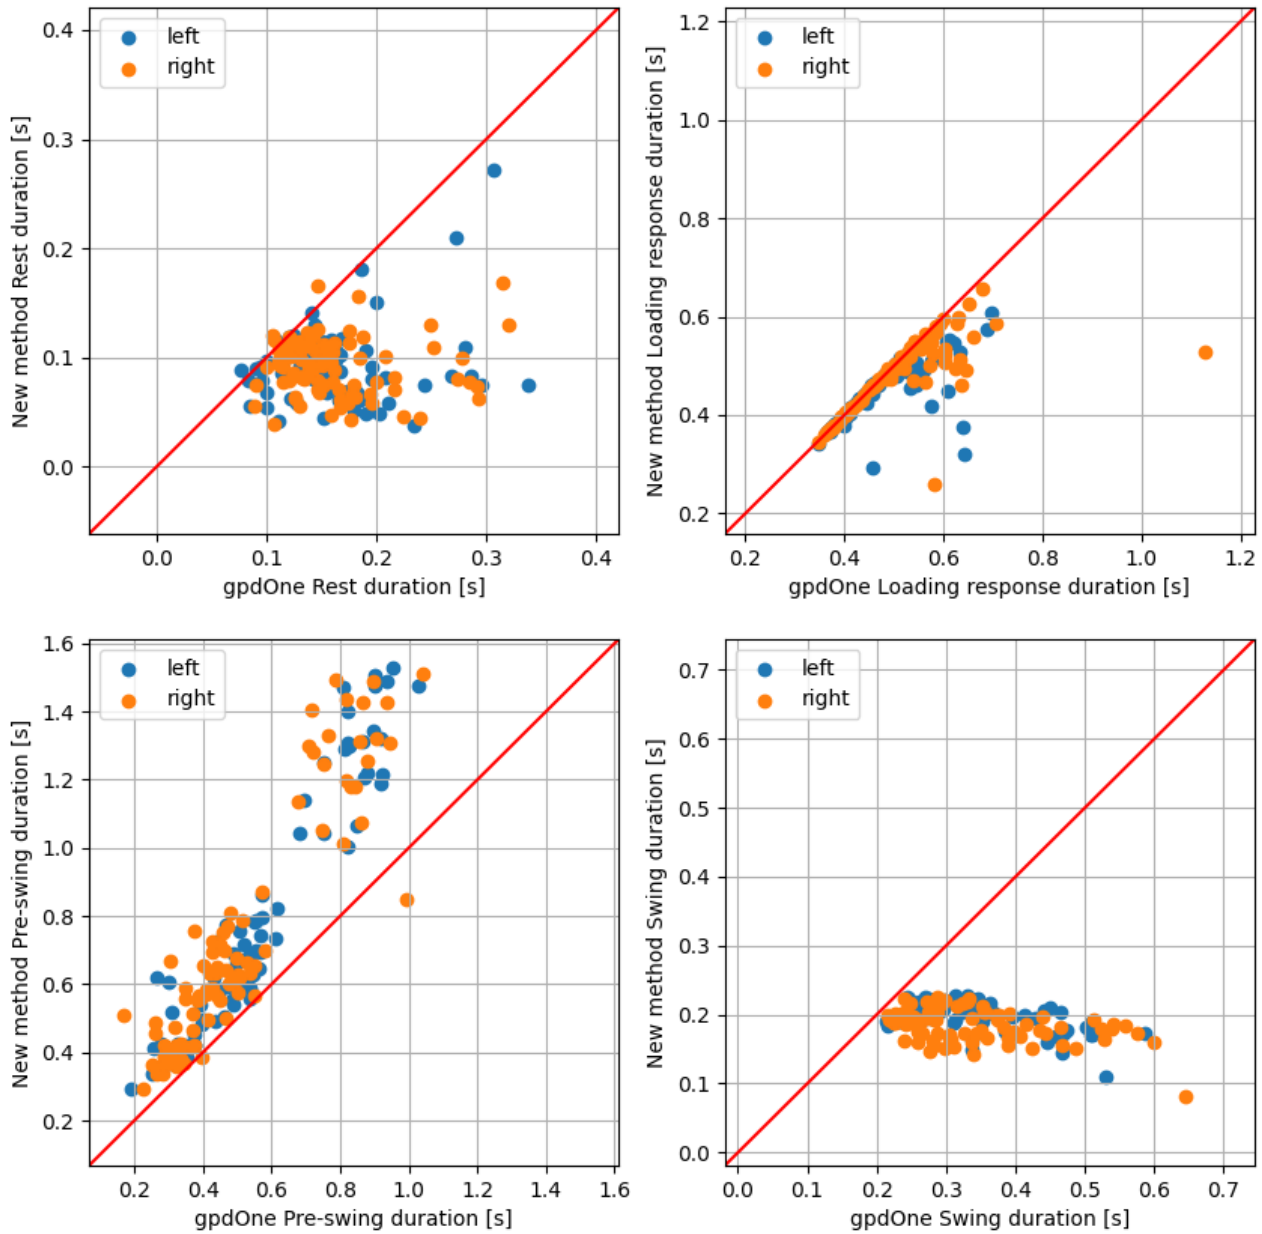 New method Rest duration [s]
0.4
0.3
0.2
0.1
0.0
left
right
0.0 0.1 0.2 0.3 0.4
gpdOne Rest duration [s]
New method Loading response duration [s]
1.2
1.0
0.8
0.6
0.4
0.2
left
right
0.2 0.4 0.6 0.8 1.0 1.2
gpdOne Loading response duration [s]
New method Pre-swing duration [s]
1.6
1.4
1.2
1.0
0.8
0.6
0.4
0.2
left
right
0.2 0.4 0.6 0.8 1.0 1.2 1.4 1.6
gpdOne Pre-swing duration [s]
New method Swing duration [s]
0.7
0.6
0.5
0.4
0.3
0.2
0.1
0.0
left
right
0.0 0.1 0.2 0.3 0.4 0.5 0.6 0.7
gpdOne Swing duration [s]